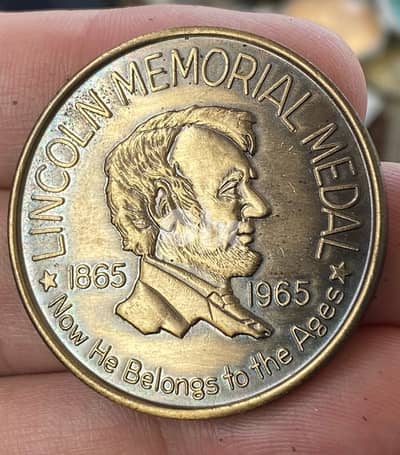 LINCOLN MEMORIAL MEDAL
1865 1965
Now He Belongs to the Ages